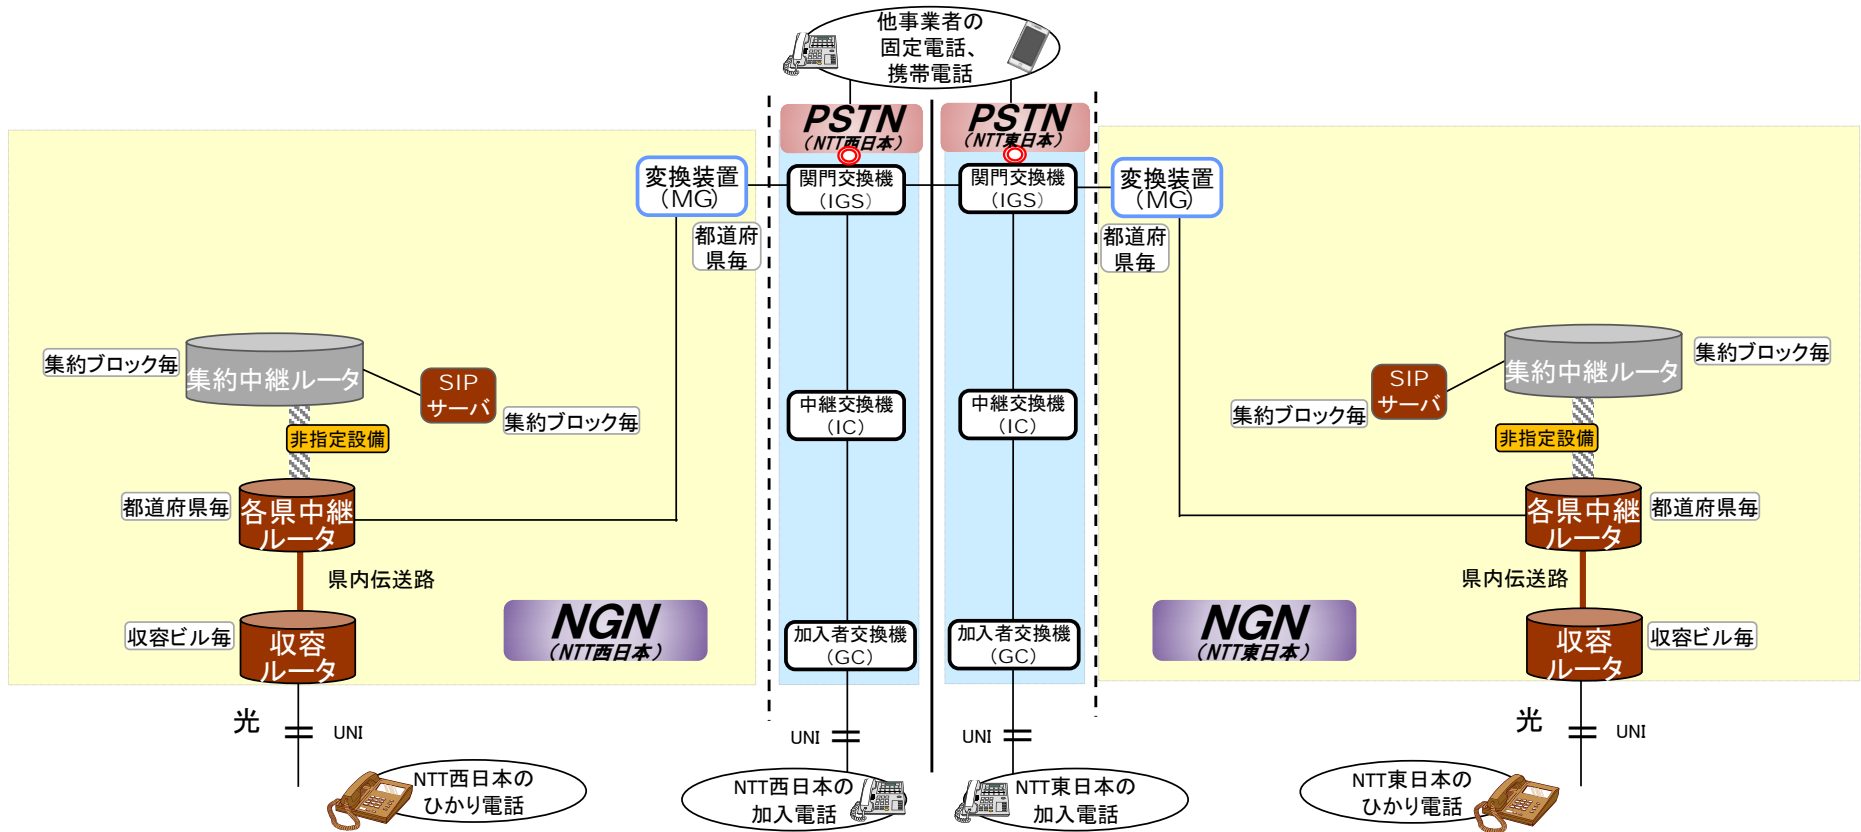 他事業者の
固定電話、
携帯電話
PSTN
(NTT西日本)
PSTN
(NTT東日本)
変換装置
(MG)
関門交換機
(IGS)
関門交換機
(IGS)
変換装置
(MG)
都道府
県毎
都道府
県毎
集約ブロック毎
集約中継ルータ
SIP
サーバ
集約ブロック毎
非指定設備
中継交換機
(IC)
中継交換機
(IC)
集約ブロック毎
集約中継ルータ
SIP
サーバ
集約ブロック毎
非指定設備
都道府県毎
各県中継
ルータ
県内伝送路
各県中継
ルータ
都道府県毎
県内伝送路
収容ビル毎
収容
ルータ
NGN
(NTT西日本)
加入者交換機
(GC)
加入者交換機
(GC)
NGN
(NTT東日本)
収容
ルータ
収容ビル毎
光
UNI
UNI
UNI
光
UNI
NTT西日本の
ひかり電話
NTT西日本の
加入電話
NTT東日本の
加入電話
NTT東日本の
ひかり電話